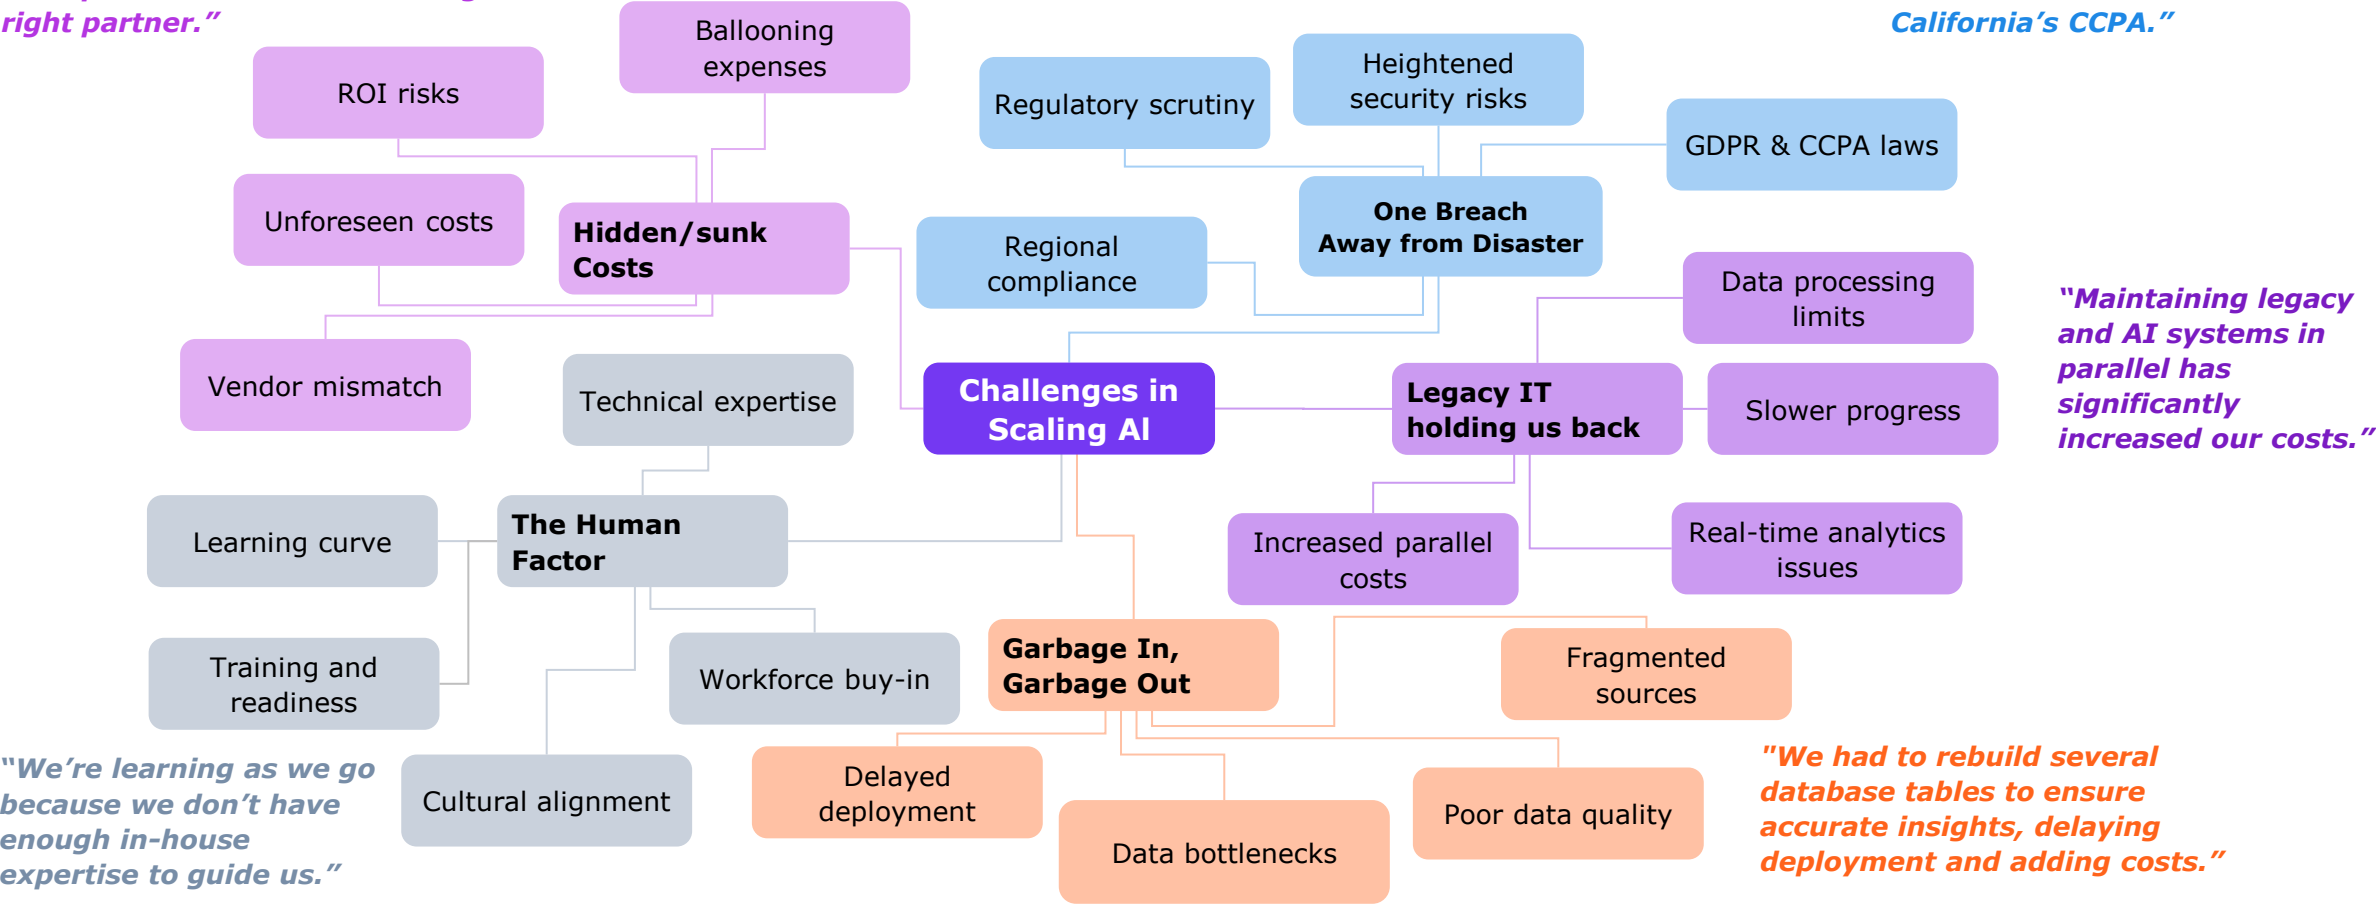 right partner.”
California’s CCPA.”
Ballooning
expenses
ROI risks
Unforeseen costs
Hidden/sunk
Costs
Vendor mismatch
Regulatory scrutiny
Heightened
security risks
GDPR & CCPA laws
One Breach
Away from Disaster
Regional
compliance
Challenges in
Scaling AI
Data processing
limits
Legacy IT
holding us back
Slower progress
Increased parallel
costs
Real-time analytics
issues
“Maintaining legacy
and AI systems in
parallel has
significantly
increased our costs.”
Technical expertise
Learning curve
The Human
Factor
Training and
readiness
Workforce buy-in
Cultural alignment
“We’re learning as we go
because we don’t have
enough in-house
expertise to guide us.”
Garbage In,
Garbage Out
Fragmented
sources
Delayed
deployment
Data bottlenecks
Poor data quality
"We had to rebuild several
database tables to ensure
accurate insights, delaying
deployment and adding costs.”